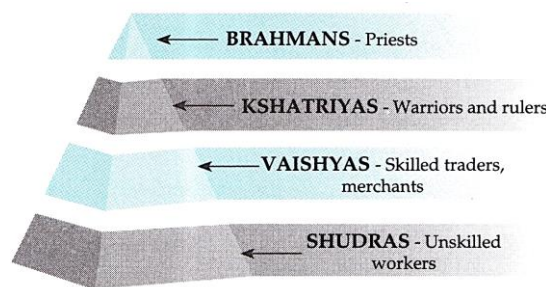 BRAHMANS - Priests
KSHATRIYAS - Warriors and rulers
VAISHYAS - Skilled traders,
merchants
SHUDRAS - Unskilled
workers